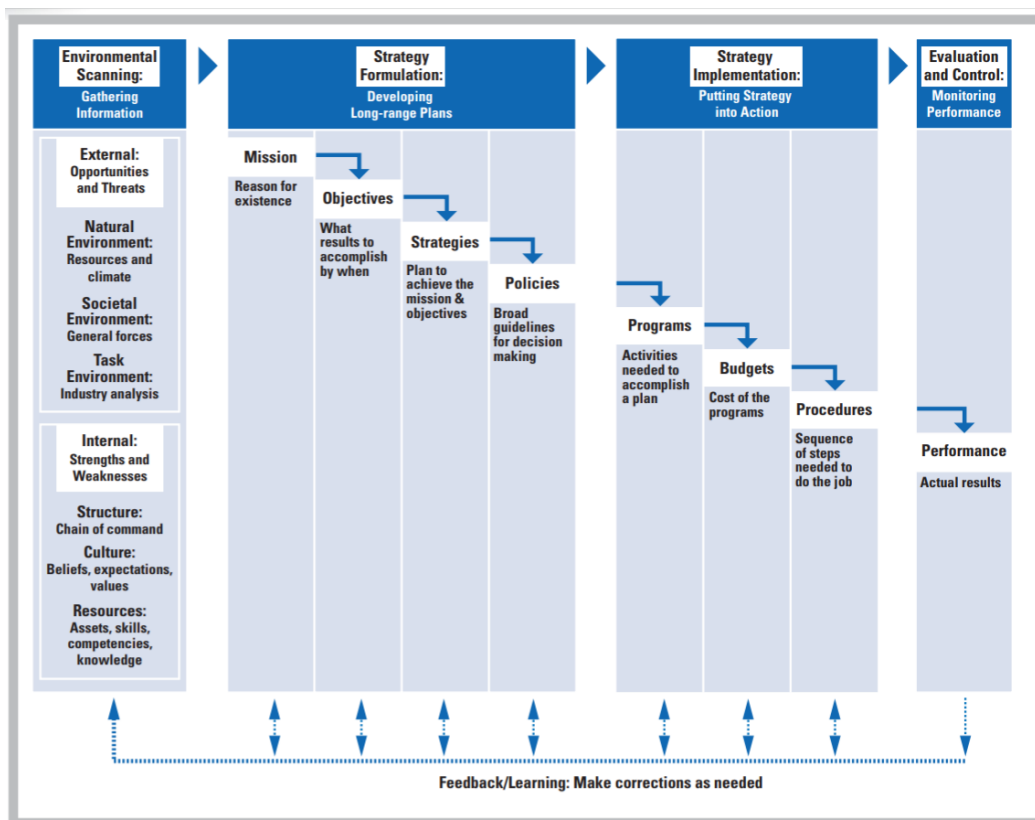 Environmental
Scanning:
Gathering
Information
External:
Opportunities
and Threats
Natural
Environment:
Resources and
climate
Societal
Environment:
General forces
Task
Environment:
Industry analysis
Internal:
Strengths and
Weaknesses
Structure:
Chain of command
Culture:
Beliefs, expectations,
values
Resources:
Assets, skills,
competencies,
knowledge
Strategy
Formulation:
Developing
Long-range Plans
Mission
Reason for
existence
Objectives
What
results to
accomplish
by when
Strategies
Plan to
achieve the
mission &
objectives
Policies
Broad
guidelines
for decision
making
Strategy
Implementation:
Putting Strategy
into Action
Programs
Activities
needed to
accomplish
a plan
Budgets
Cost of the
programs
Procedures
Sequence
of steps
needed to
do the job
Evaluation
and Control:
Monitoring
Performance
Performance
Actual results
Feedback/Learning: Make corrections as needed